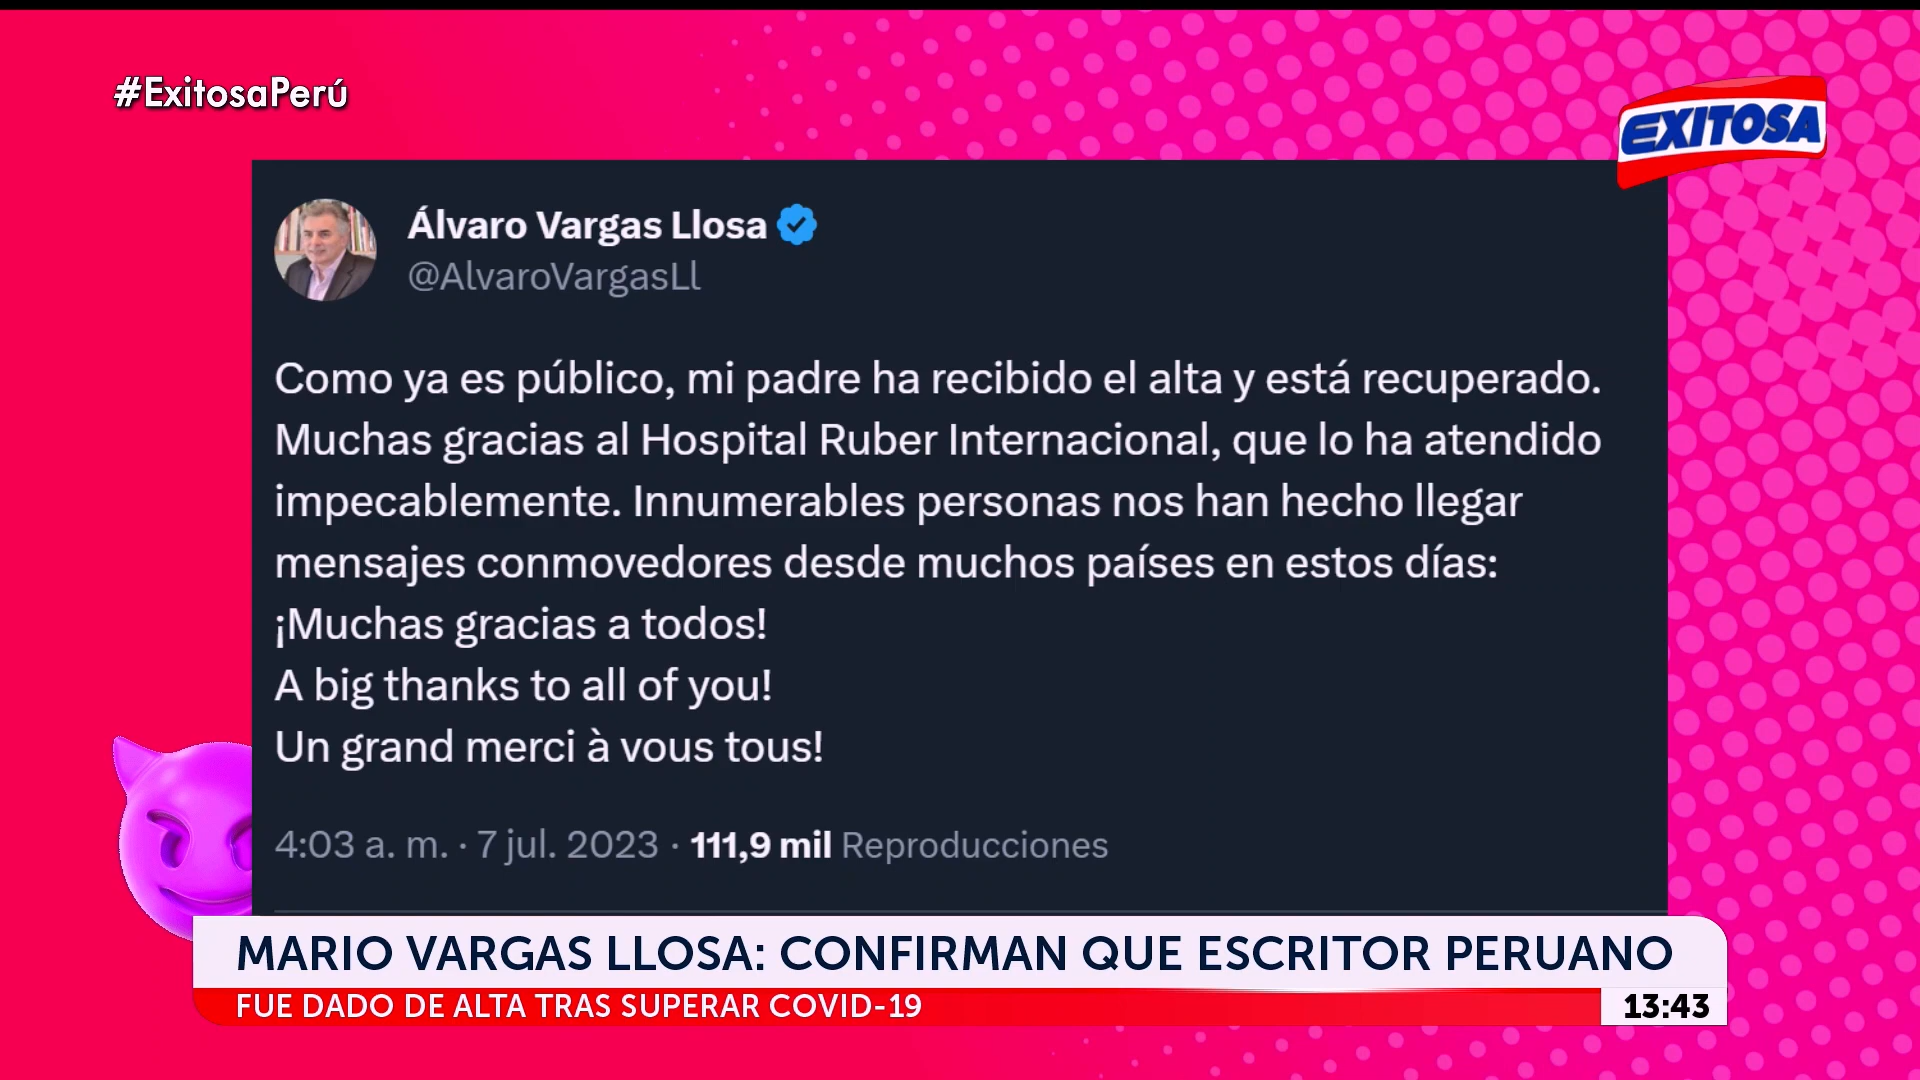 #ExitosaPerú
EXITOSA
Álvaro Vargas Llosa
@AlvaroVargasLl
Como ya es público, mi padre ha recibido el alta y está recuperado.
Muchas gracias al Hospital Ruber Internacional, que lo ha atendido
impecablemente. Innumerables personas nos han hecho llegar
mensajes conmovedores desde muchos países en estos días:
¡Muchas gracias a todos!
A big thanks to all of you!
Un grand merci à vous tous!
4:03 a. m. · 7 jul. 2023 · 111,9 mil Reproducciones
MARIO VARGAS LLOSA: CONFIRMAN QUE ESCRITOR PERUANO
FUE DADO DE ALTA TRAS SUPERAR COVID-19
13:43